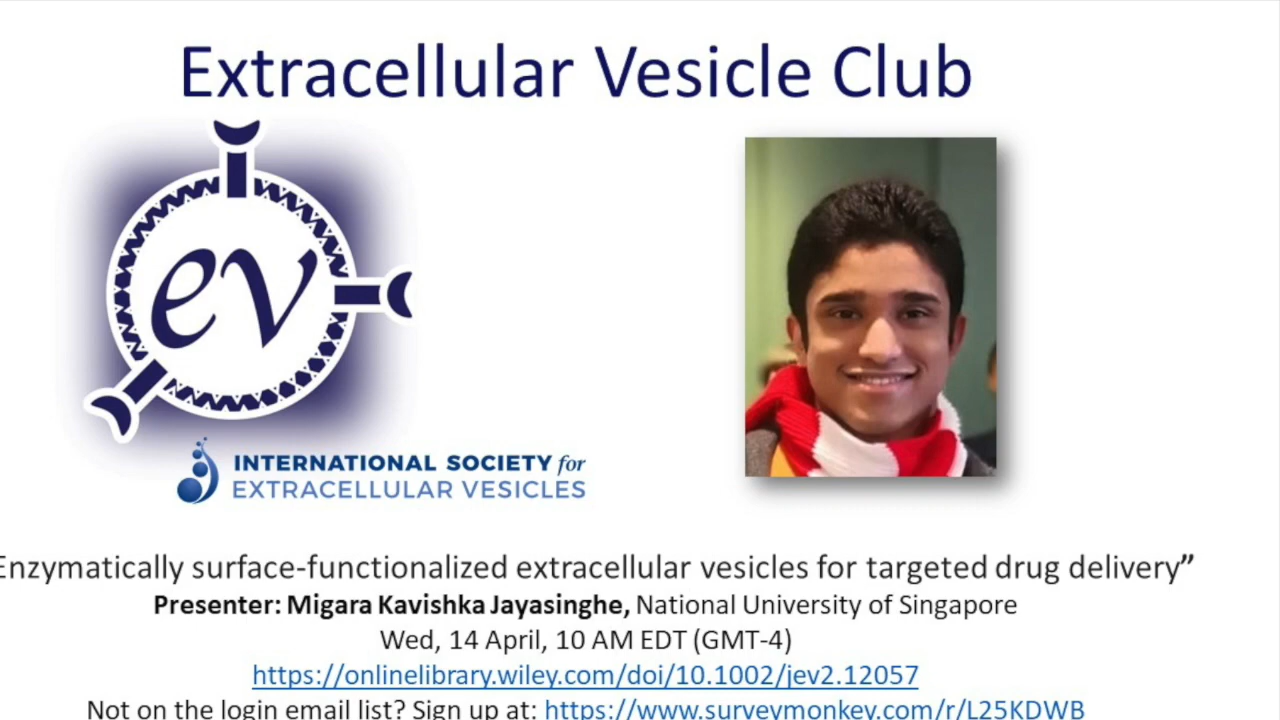 Extracellular Vesicle Club
ev
INTERNATIONAL SOCIETY for
EXTRACELLULAR VESICLES
Enzymatically surface-functionalized extracellular vesicles for targeted drug delivery”
Presenter: Migara Kavishka Jayasinghe, National University of Singapore
Wed, 14 April, 10 AM EDT (GMT-4)
https://onlinelibrary.wiley.com/doi/10.1002/jev2.12057
Not on the login email list? Sign up at: https://www.surveymonkey.com/r/L25KDWB